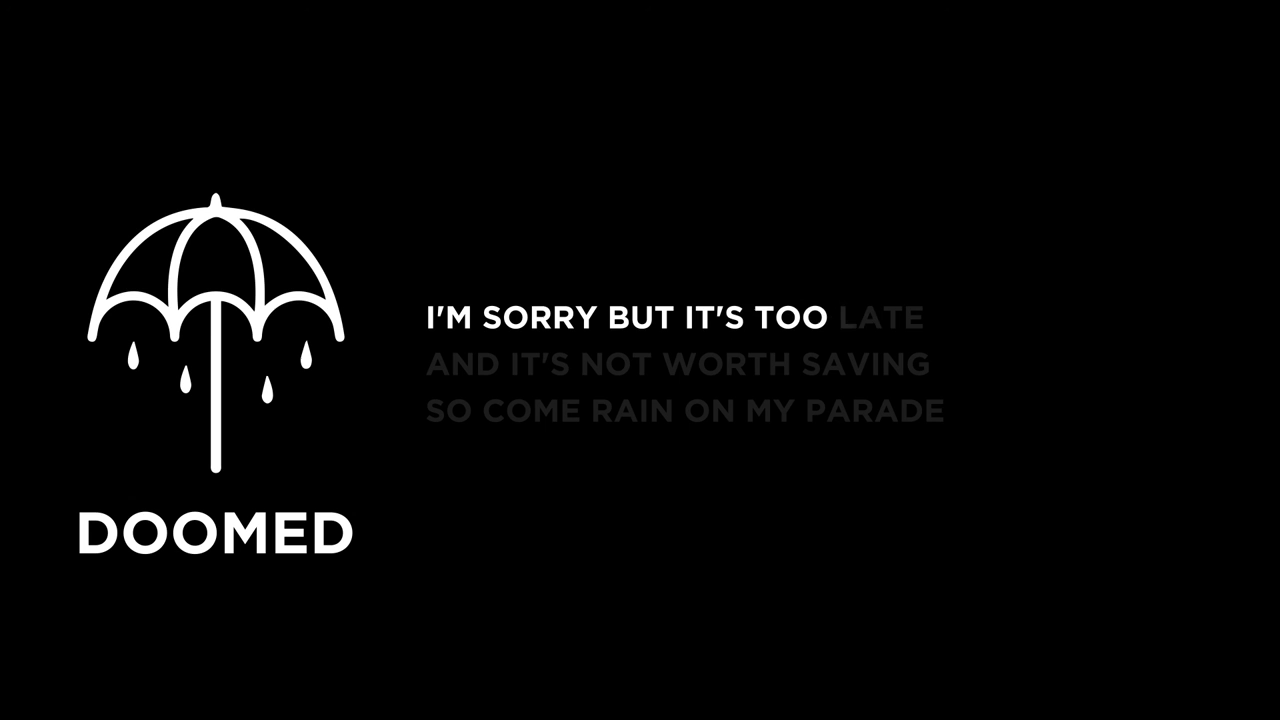 I'M SORRY BUT IT'S TOO LATE
AND IT'S NOT WORTH SAVING
SO COME RAIN ON MY PARADE
DOOMED